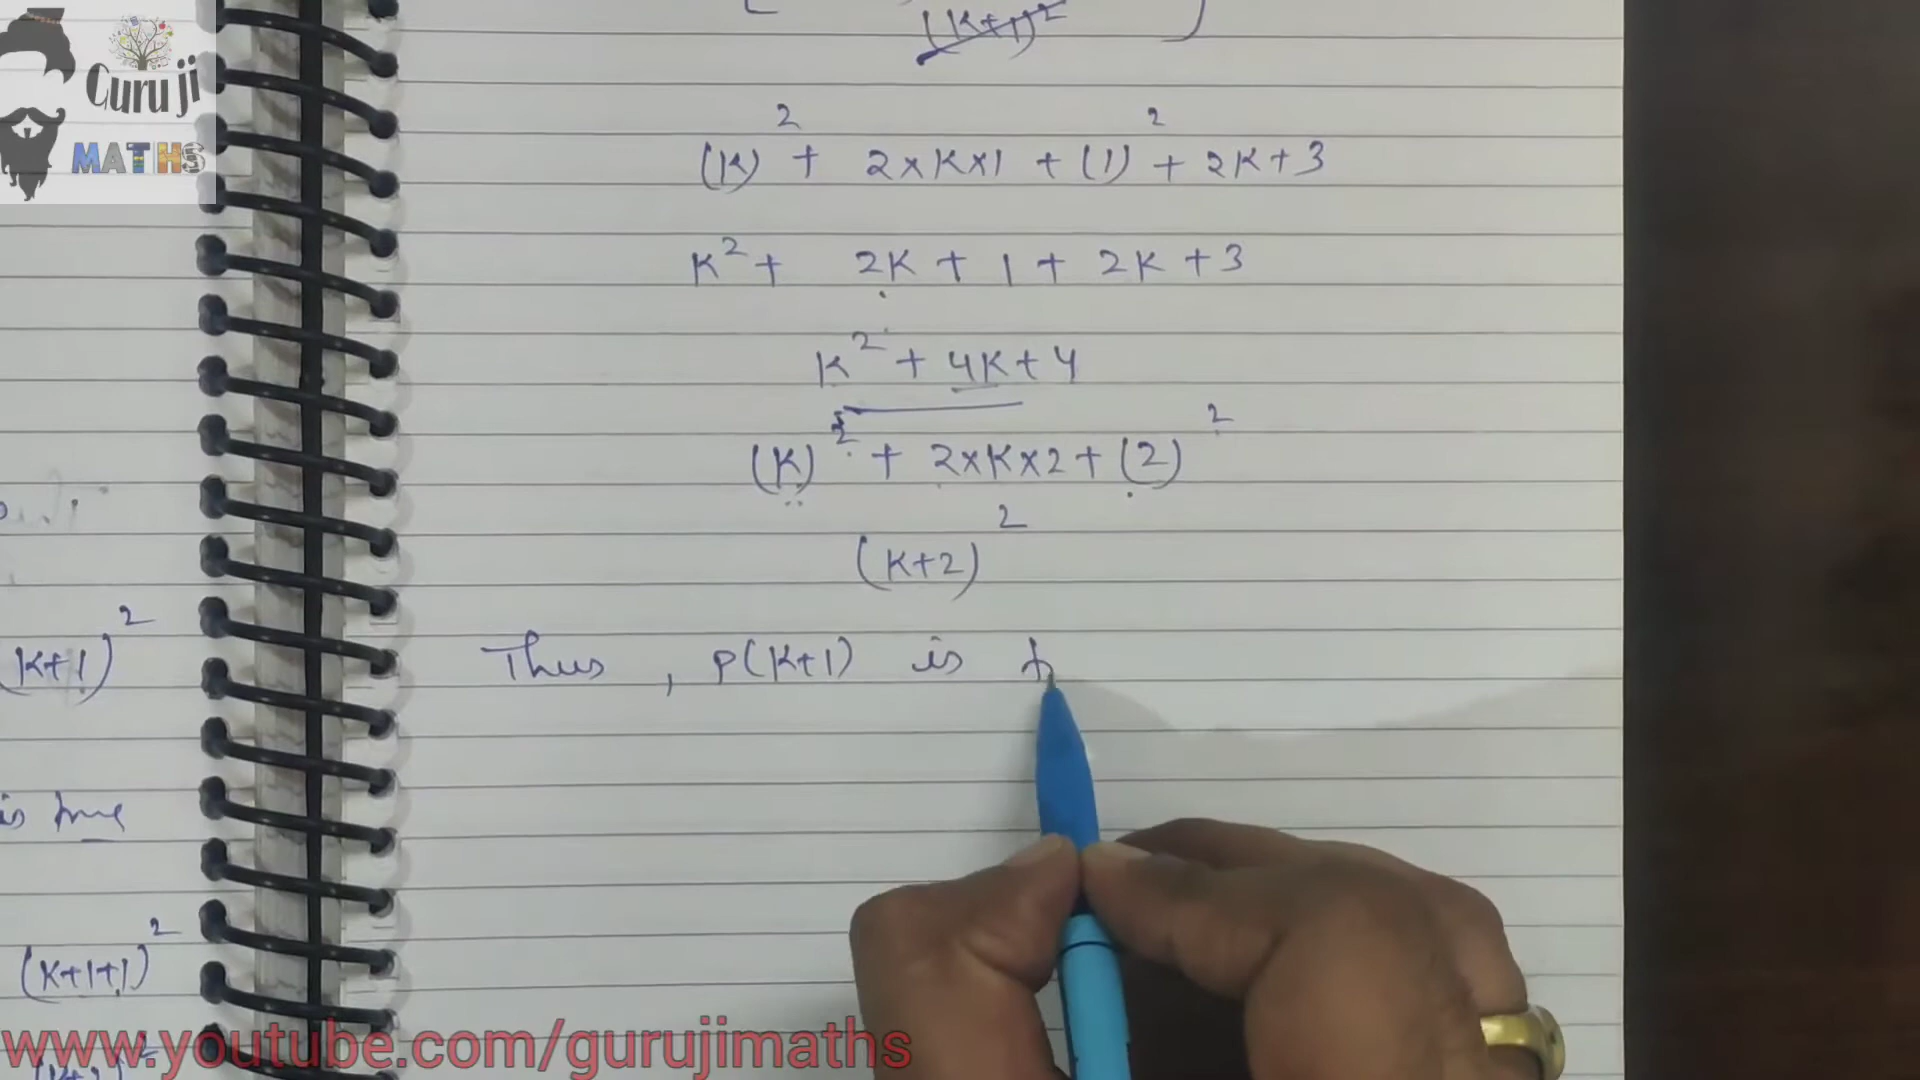 Guruji
MATHS
(K+1)²
(K)² + 2×K×1 + (1)² + 2K+3
K² + 2K + 1 + 2K + 3
K² + 4K + 4
(K)² + 2×K×2 + (2)²
(K+2)²
Thus, P(K+1) is
(K+1)²
is true
(K+1+1)²
www.youtube.com/gurujimaths